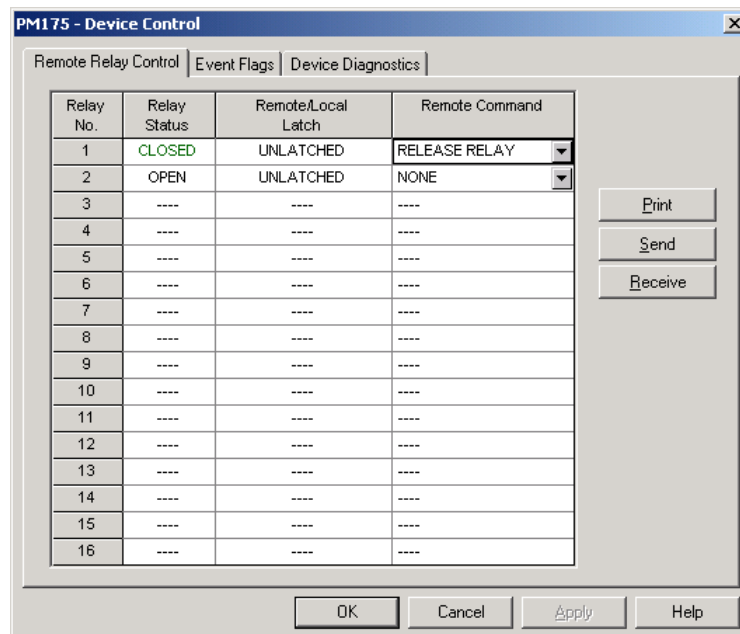 PM175 - Device Control
Remote Relay Control Event Flags Device Diagnostics
Relay No. Relay Status Remote/Local Latch Remote Command
1 CLOSED UNLATCHED RELEASE RELAY
2 OPEN UNLATCHED NONE
3 ---- ---- ----
4 ---- ---- ----
5 ---- ---- ----
6 ---- ---- ----
7 ---- ---- ----
8 ---- ---- ----
9 ---- ---- ----
10 ---- ---- ----
11 ---- ---- ----
12 ---- ---- ----
13 ---- ---- ----
14 ---- ---- ----
15 ---- ---- ----
16 ---- ---- ----
Print
Send
Receive
OK Cancel Apply Help